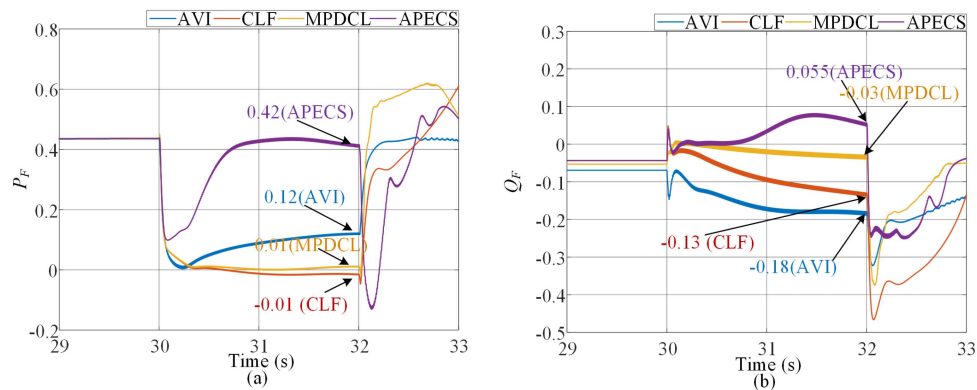 AVI CLF MPDCL APECS
0.8
0.6
0.4
0.2
0
-0.2
P_F
0.42(APECS)
0.12(AVI)
0.01(MPDCL)
-0.01 (CLF)
29 30 31 32 33
Time (s)
(a)
AVI CLF MPDCL APECS
0.3
0.2
0.1
0
-0.1
-0.2
-0.3
-0.4
-0.5
Q_F
0.055(APECS)
-0.03(MPDCL)
-0.13 (CLF)
-0.18(AVI)
29 30 31 32 33
Time (s)
(b)